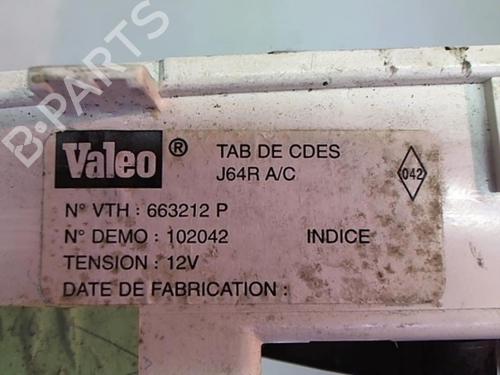 B-PARTS
Valeo ® TAB DE CDES
J64R A/C
042
N° VTH : 663212 P
N° DEMO : 102042 INDICE
TENSION : 12V
DATE DE FABRICATION :